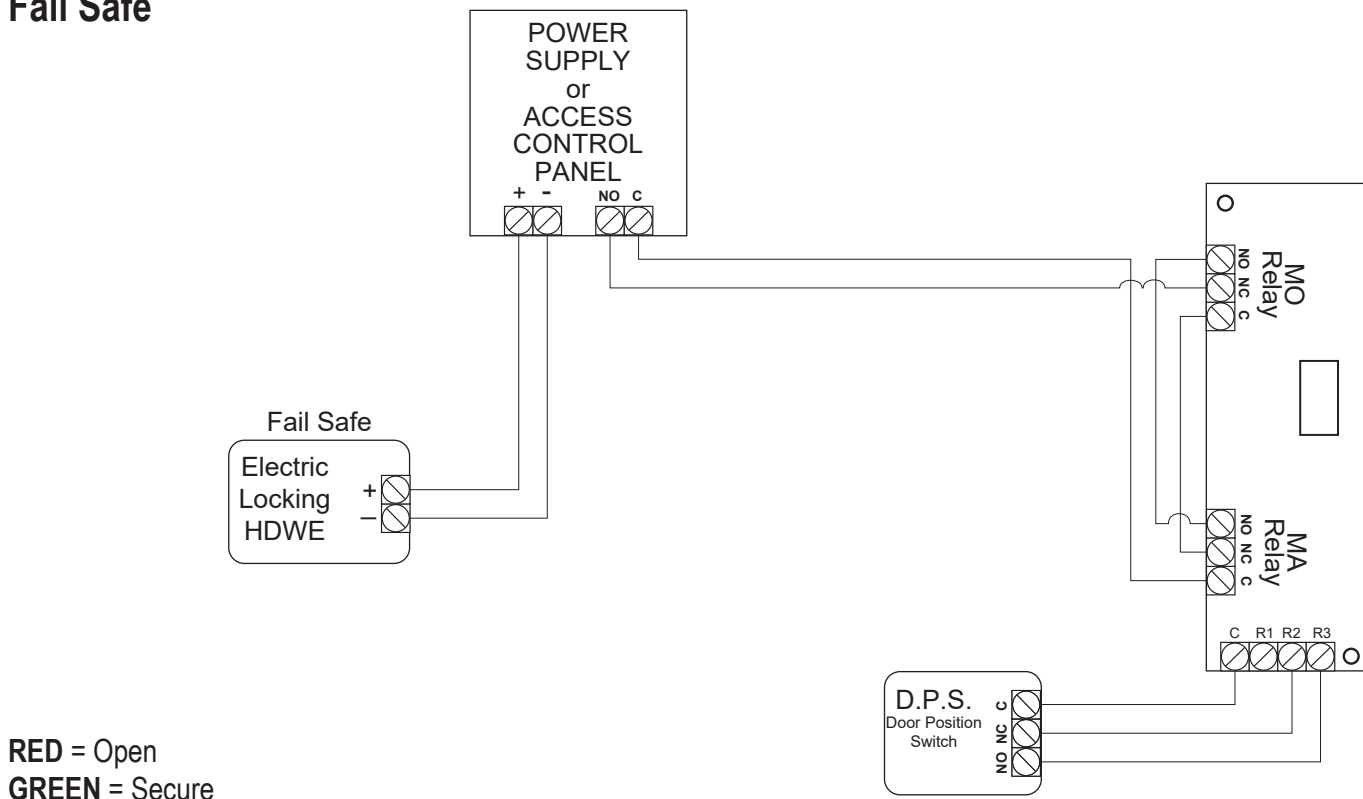 Fail Safe
POWER
SUPPLY
or
ACCESS
CONTROL
PANEL
+ -
NO C
Fail Safe
Electric
Locking
HDWE
+
–
MO
Relay
NO NC C
MA
Relay
NO NC C
C R1 R2 R3
D.P.S.
Door Position
Switch
C
NC
NO
RED = Open
GREEN = Secure